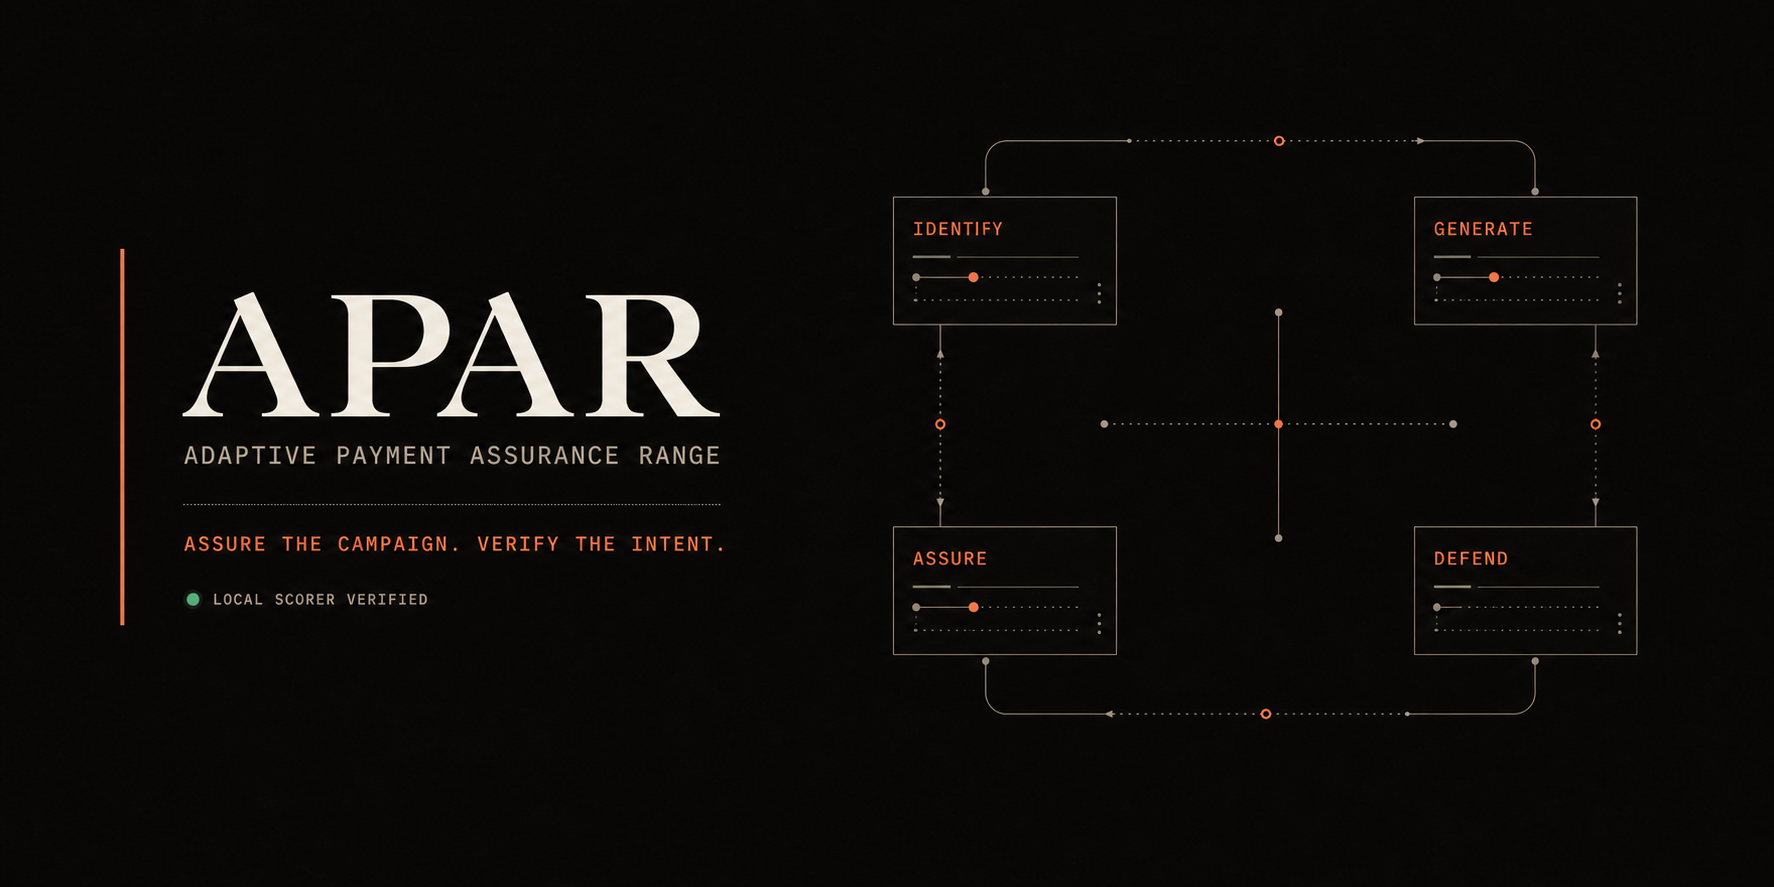 APAR
ADAPTIVE PAYMENT ASSURANCE RANGE
ASSURE THE CAMPAIGN. VERIFY THE INTENT.
LOCAL SCORER VERIFIED
IDENTIFY
GENERATE
ASSURE
DEFEND